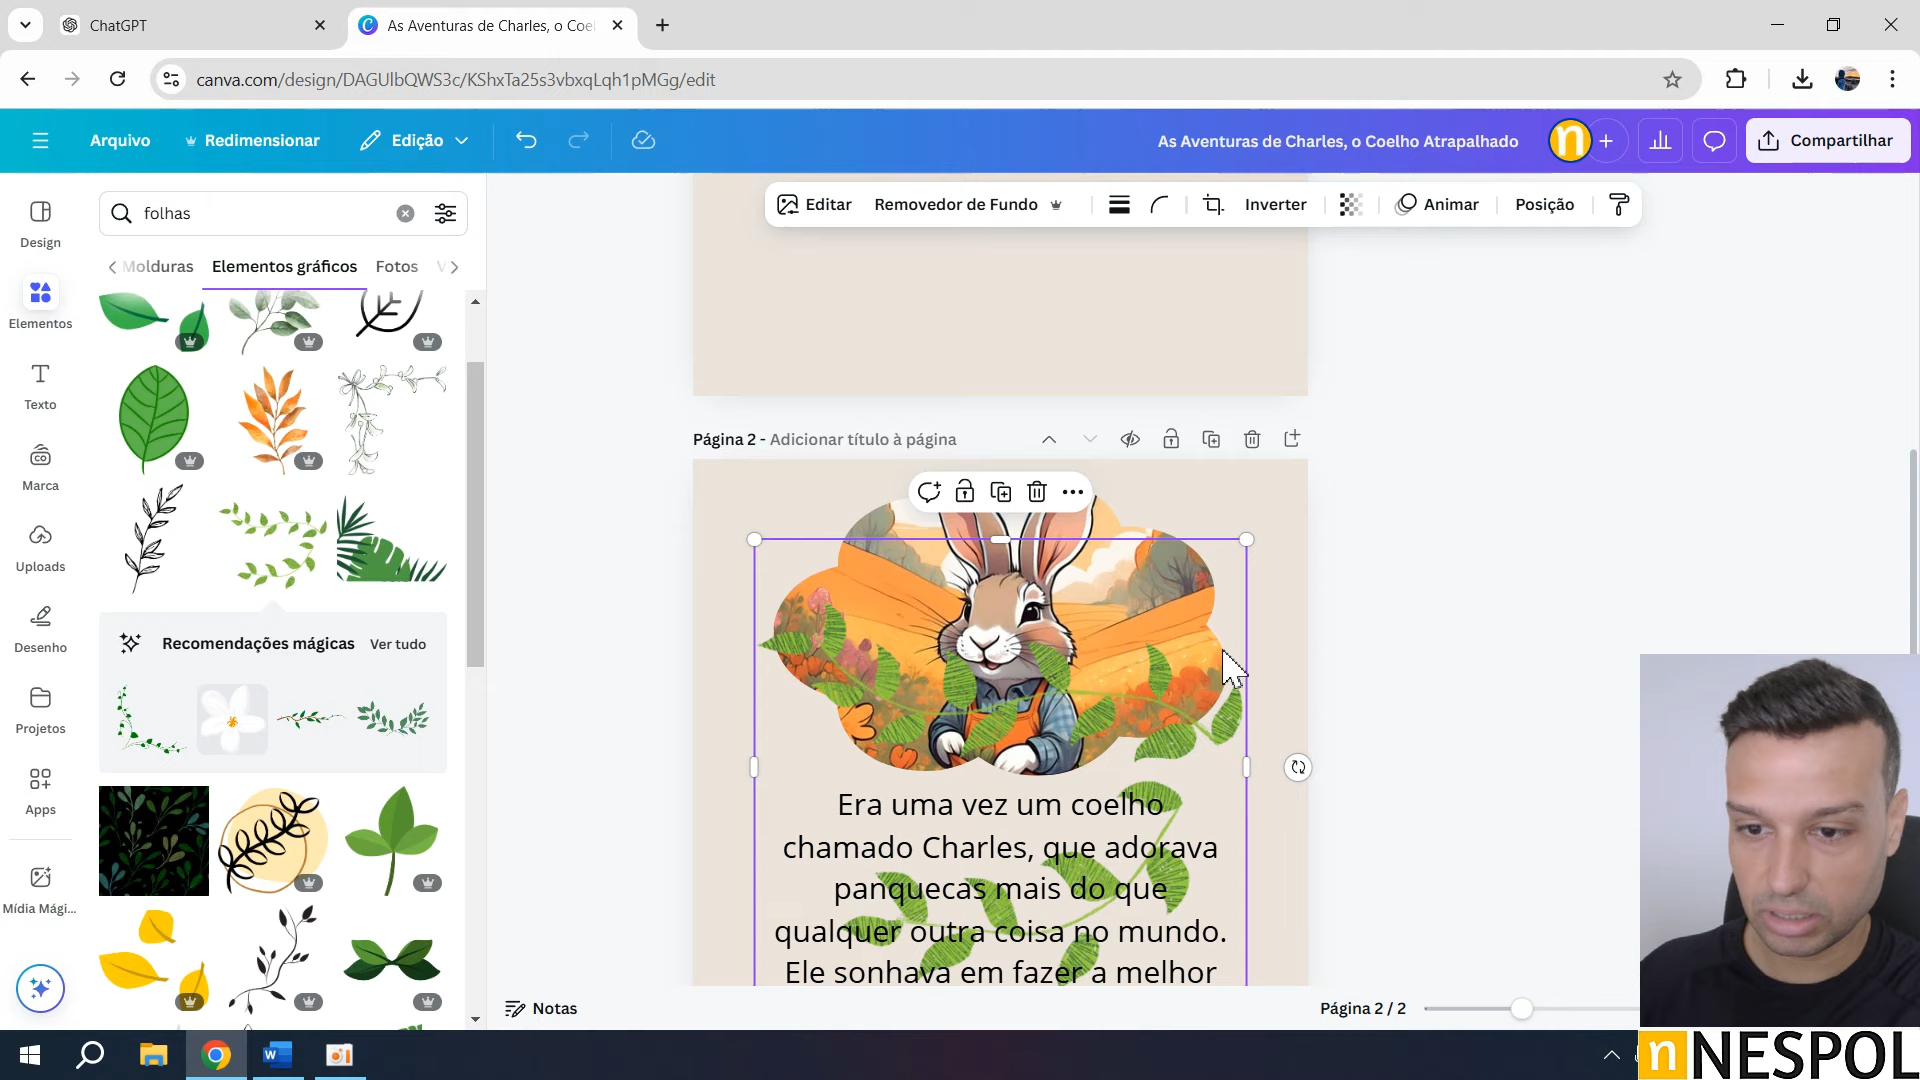 ChatGPT
As Aventuras de Charles, o Coel
canva.com/design/DAGUlbQWS3c/KShxTa25s3vbxqLqh1pMGg/edit
Arquivo
Redimensionar
Edição
As Aventuras de Charles, o Coelho Atrapalhado
n
Compartilhar
folhas
Editar
Removedor de Fundo
Inverter
Animar
Posição
Molduras
Elementos gráficos
Fotos
V
Design
Elementos
Texto
Marca
Uploads
Desenho
Projetos
Apps
Mídia Mági...
Recomendações mágicas
Ver tudo
Página 2 - Adicionar título à página
Era uma vez um coelho
chamado Charles, que adorava
panquecas mais do que
qualquer outra coisa no mundo.
Ele sonhava em fazer a melhor
Notas
Página 2 / 2
n NESPOL